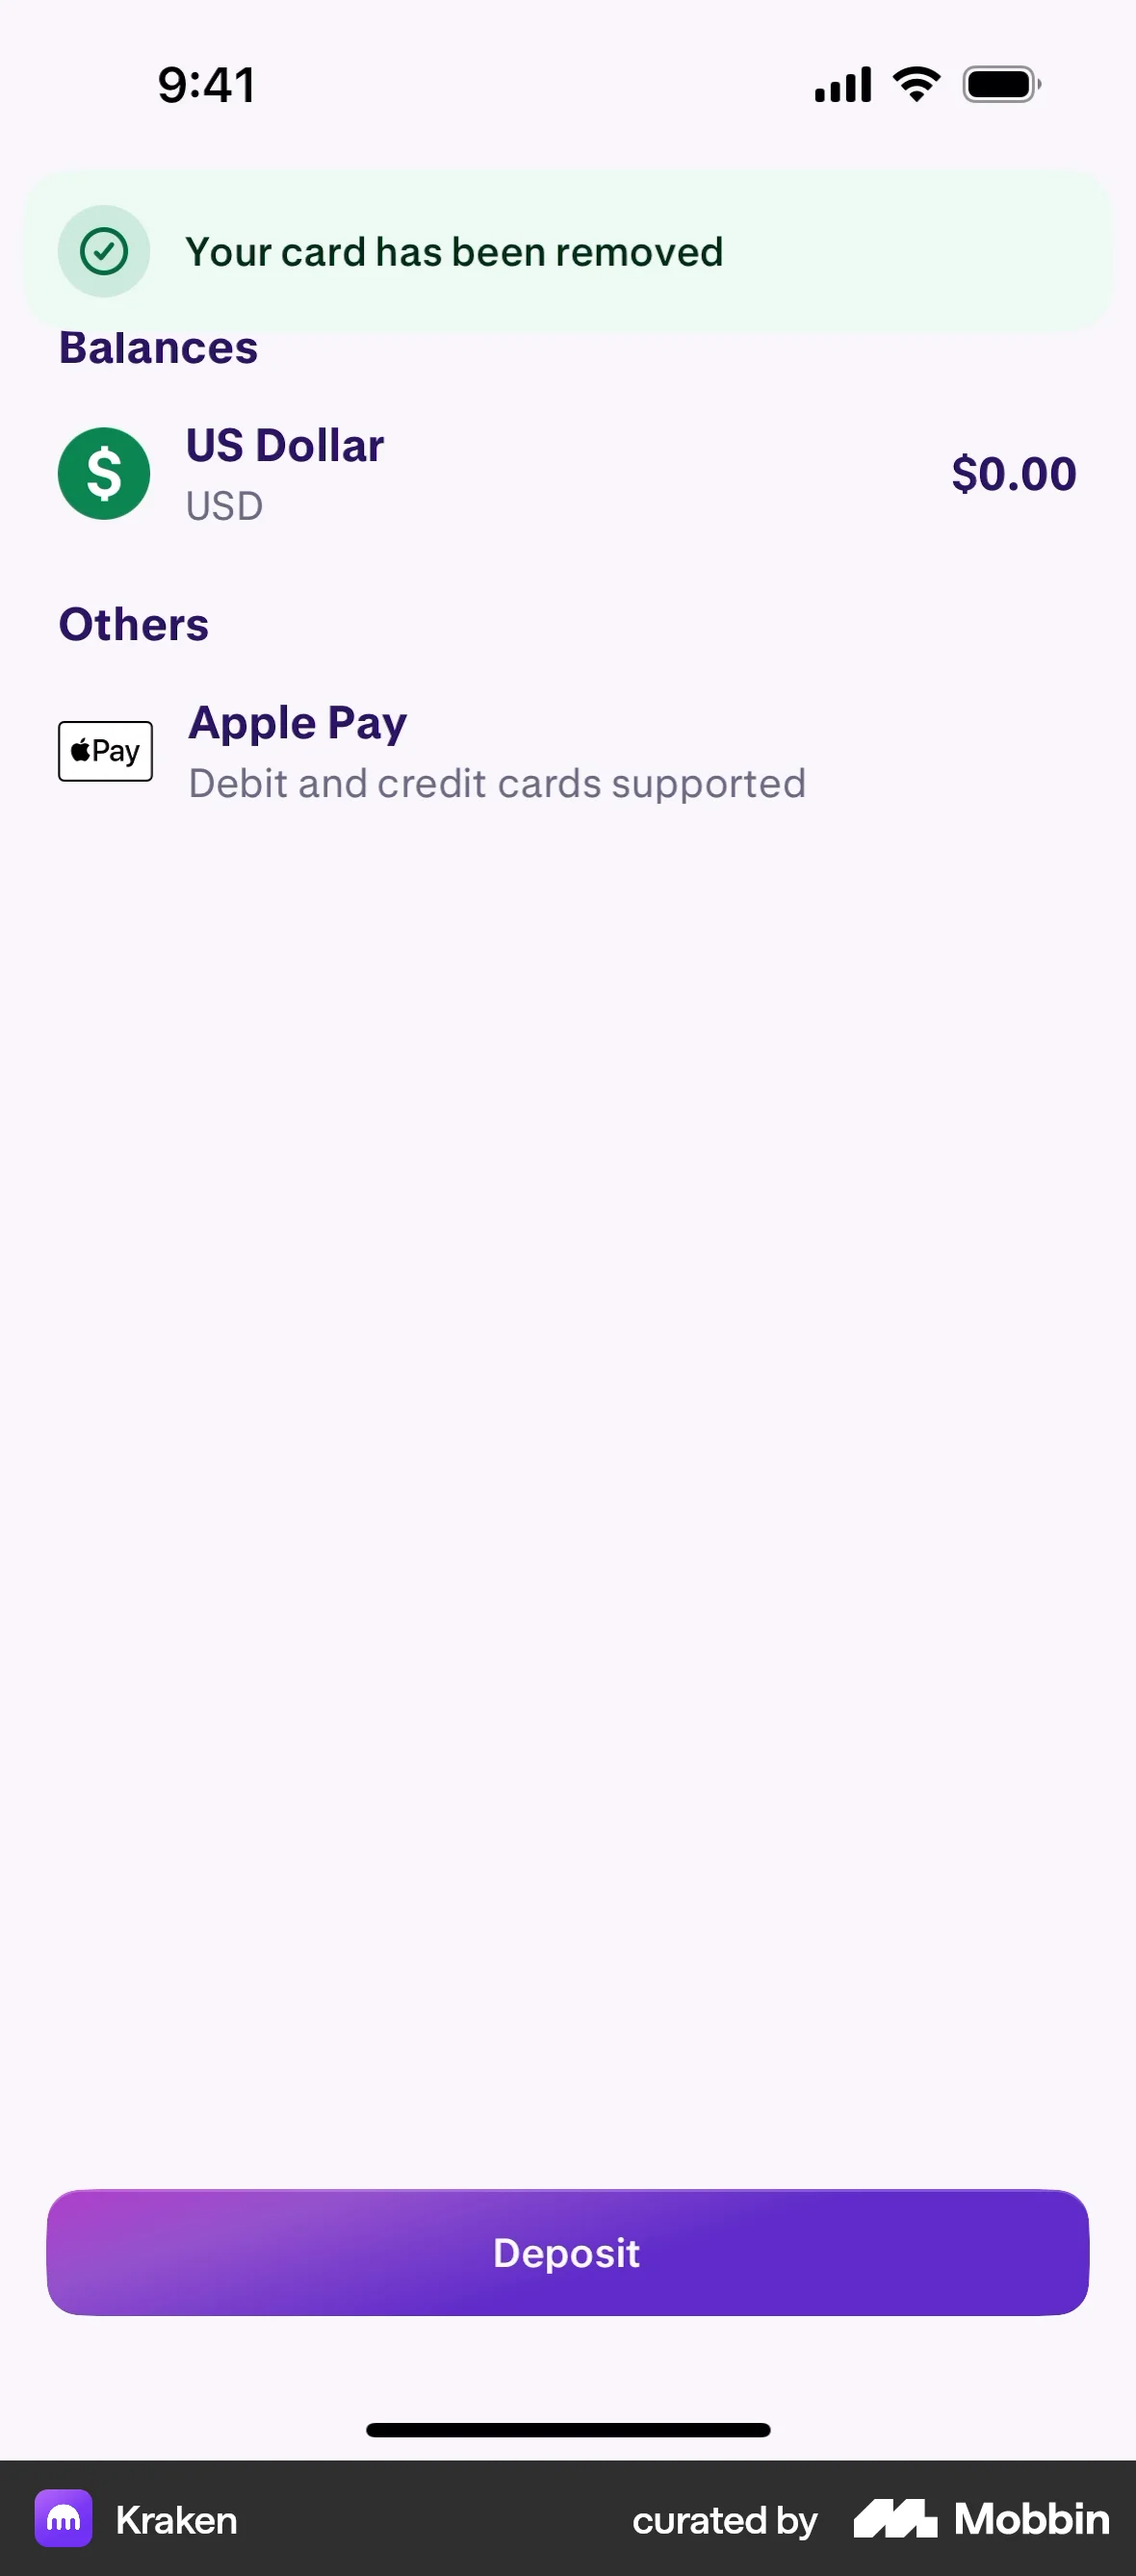 9:41
Your card has been removed
Balances
US Dollar
$0.00
USD
Others
Apple Pay
Pay
Debit and credit cards supported
Deposit
Kraken
curated by Mobbin